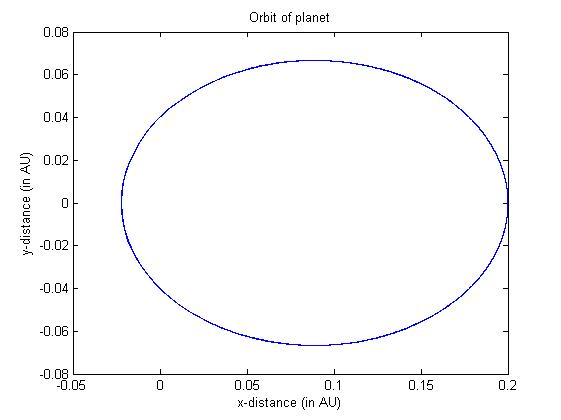 Orbit of planet
0.08
0.06
0.04
0.02
0
-0.02
-0.04
-0.06
-0.08
y-distance (in AU)
-0.05 0 0.05 0.1 0.15 0.2
x-distance (in AU)